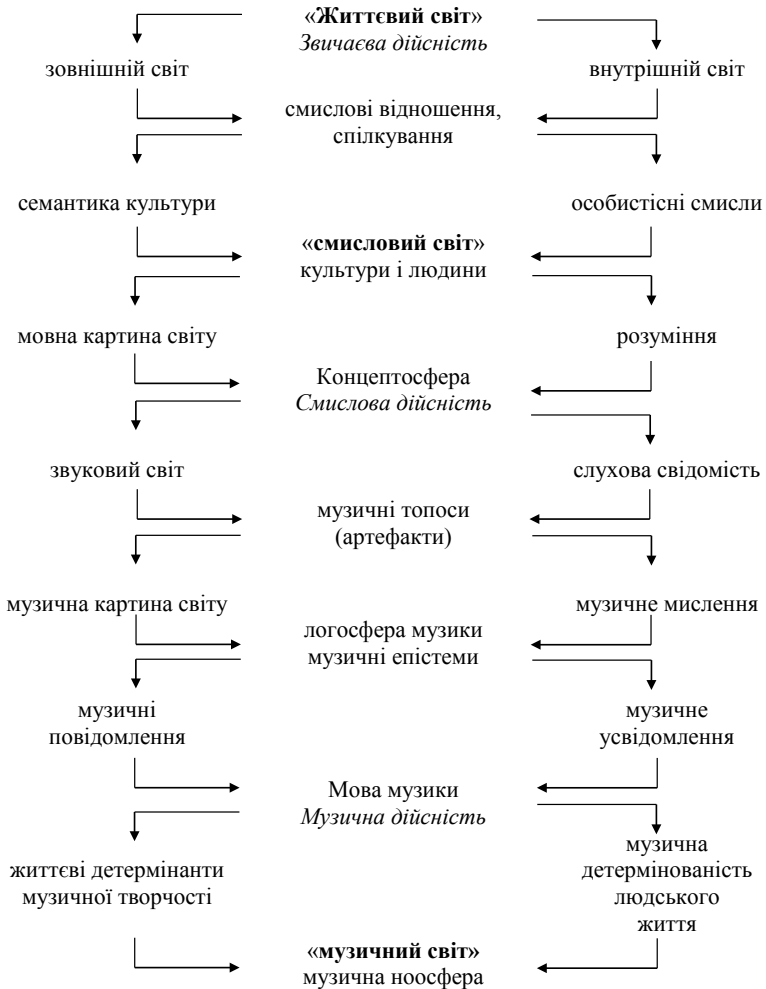 «Життєвий світ»
Звичаєва дійсність
зовнішній світ
внутрішній світ
смислові відношення,
спілкування
семантика культури
особистісні смисли
«смисловий світ»
культури і людини
мовна картина світу
розуміння
Концептосфера
Смислова дійсність
звуковий світ
слухова свідомість
музичні топоси
(артефакти)
музична картина світу
музичне мислення
логосфера музики
музичні епістеми
музичні
повідомлення
музичне
усвідомлення
Мова музики
Музична дійсність
життєві детермінанти
музичної творчості
музична
детермінованість
людського
життя
«музичний світ»
музична ноосфера